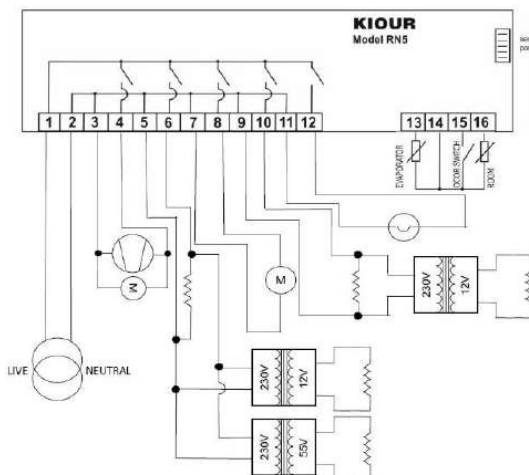 KIOUR
Model RN5
1 2 3 4 5 6 7 8 9 10 11 12 13 14 15 16
EVAPORATOR
DOOR SWITCH
ROOM
M
M
230V 12V
LIVE NEUTRAL
230V 12V
230V 55V